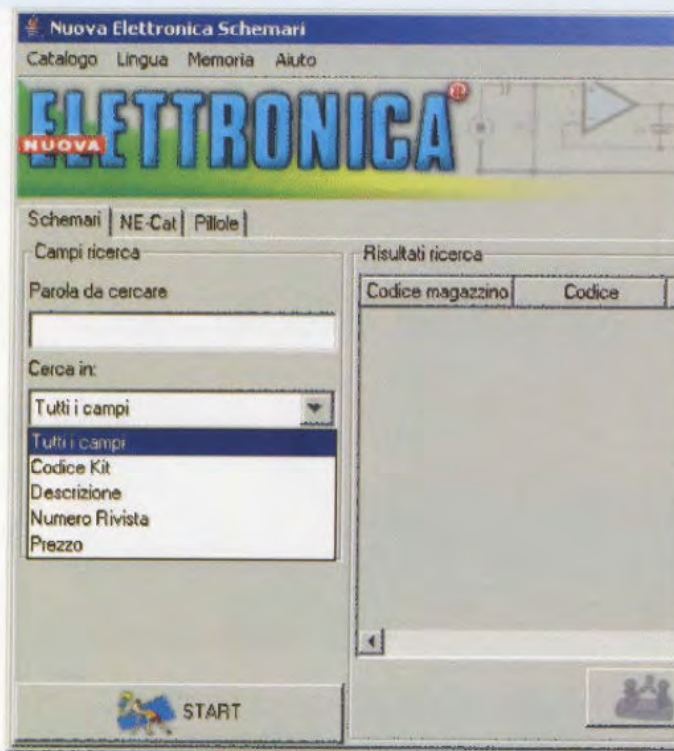 Nuova Elettronica Schemari
Catalogo Lingua Memoria Aiuto
ELETTRONICA®
NUOVA
Schemari NE-Cat Pillole
Campi ricerca
Parola da cercare
Cerca in:
Tutti i campi
Tutti i campi
Codice Kit
Descrizione
Numero Rivista
Prezzo
START
Risultati ricerca
Codice magazzino Codice